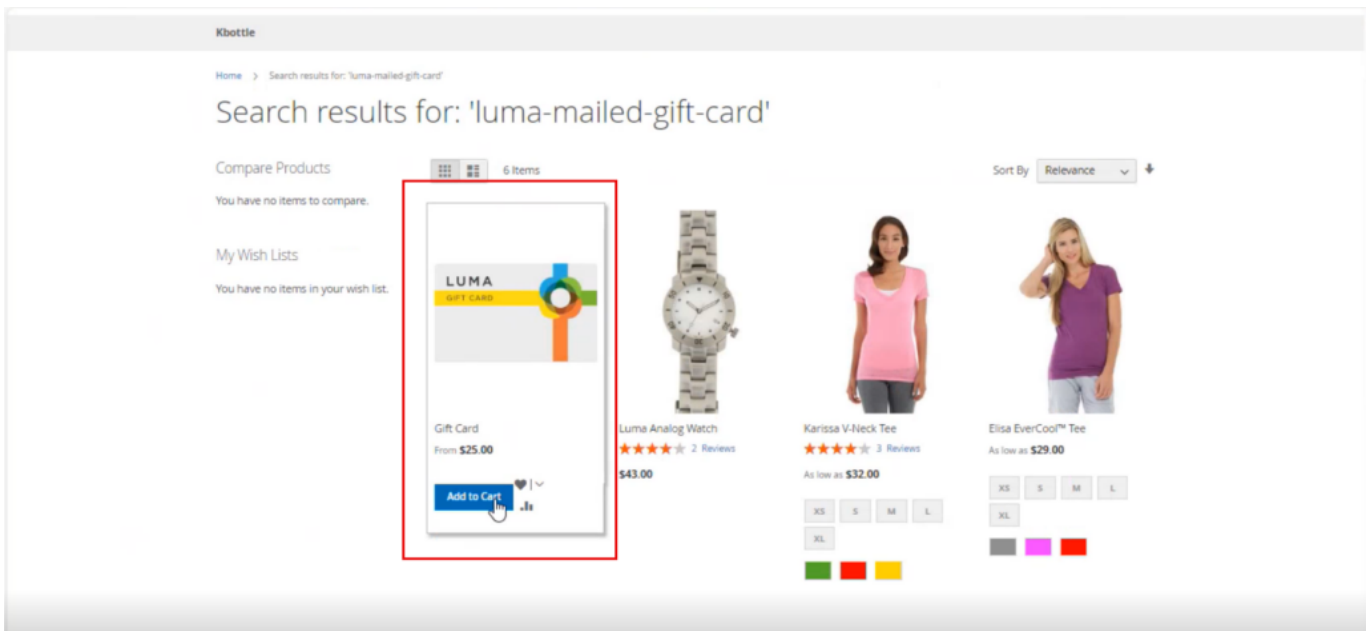 Kbottle
Home > Search results for: 'luma-mailed-gift-card'
Search results for: 'luma-mailed-gift-card'
Compare Products
You have no items to compare.
My Wish Lists
You have no items in your wish list.
6 Items
Sort By Relevance
LUMA
GIFT CARD
Gift Card
From $25.00
Add to Cart
Luma Analog Watch
2 Reviews
$43.00
Karissa V-Neck Tee
3 Reviews
As low as $32.00
XS S M L
XL
Elisa EverCool™ Tee
As low as $29.00
XS S M L
XL